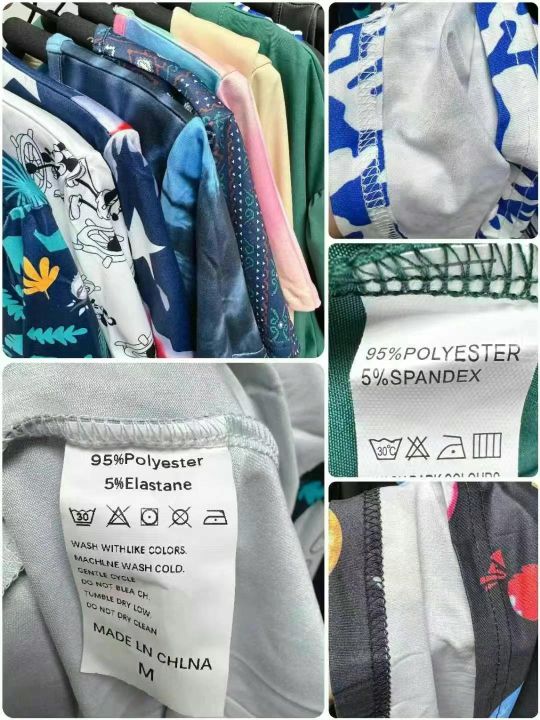 95%POLYESTER
5%SPANDEX
30°C
95%Polyester
5%Elastane
30
WASH WITHLIKE COLORS.
MACHLNE WASH COLD.
GENTLE CYCLE
DO NOT BLEA CH.
TUMBLE DRY LOW
DO NOT DRY CLEAN
MADE LN CHLNA
M